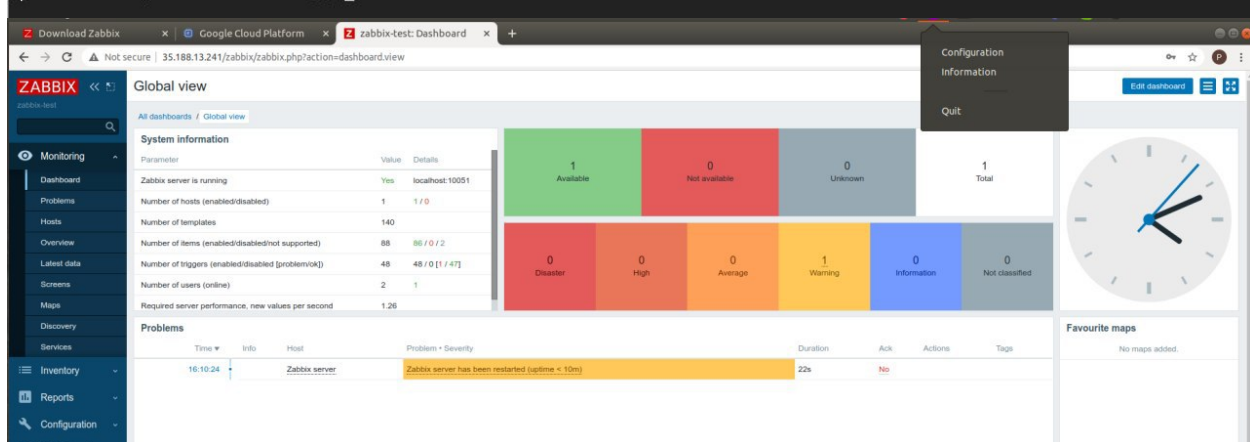 Download Zabbix
Google Cloud Platform
Z zabbix-test: Dashboard
Not secure | 35.188.13.241/zabbix/zabbix.php?action=dashboard.view
P
Configuration
Information
Quit
ZABBIX
zabbix-test
Global view
Edit dashboard
All dashboards / Global view
Monitoring
Dashboard
Problems
Hosts
Overview
Latest data
Screens
Maps
Discovery
Services
Inventory
Reports
Configuration
System information
Parameter Value Details
Zabbix server is running Yes localhost:10051
Number of hosts (enabled/disabled) 1 1 / 0
Number of templates 140
Number of items (enabled/disabled/not supported) 88 86 / 0 / 2
Number of triggers (enabled/disabled [problem/ok]) 48 48 / 0 [1 / 47]
Number of users (online) 2 1
Required server performance, new values per second 1.26
1 Available
0 Not available
0 Unknown
1 Total
0 Disaster
0 High
0 Average
1 Warning
0 Information
0 Not classified
Problems
Time Info Host Problem • Severity Duration Ack Actions Tags
16:10:24 Zabbix server Zabbix server has been restarted (uptime < 10m) 22s No
Favourite maps
No maps added.